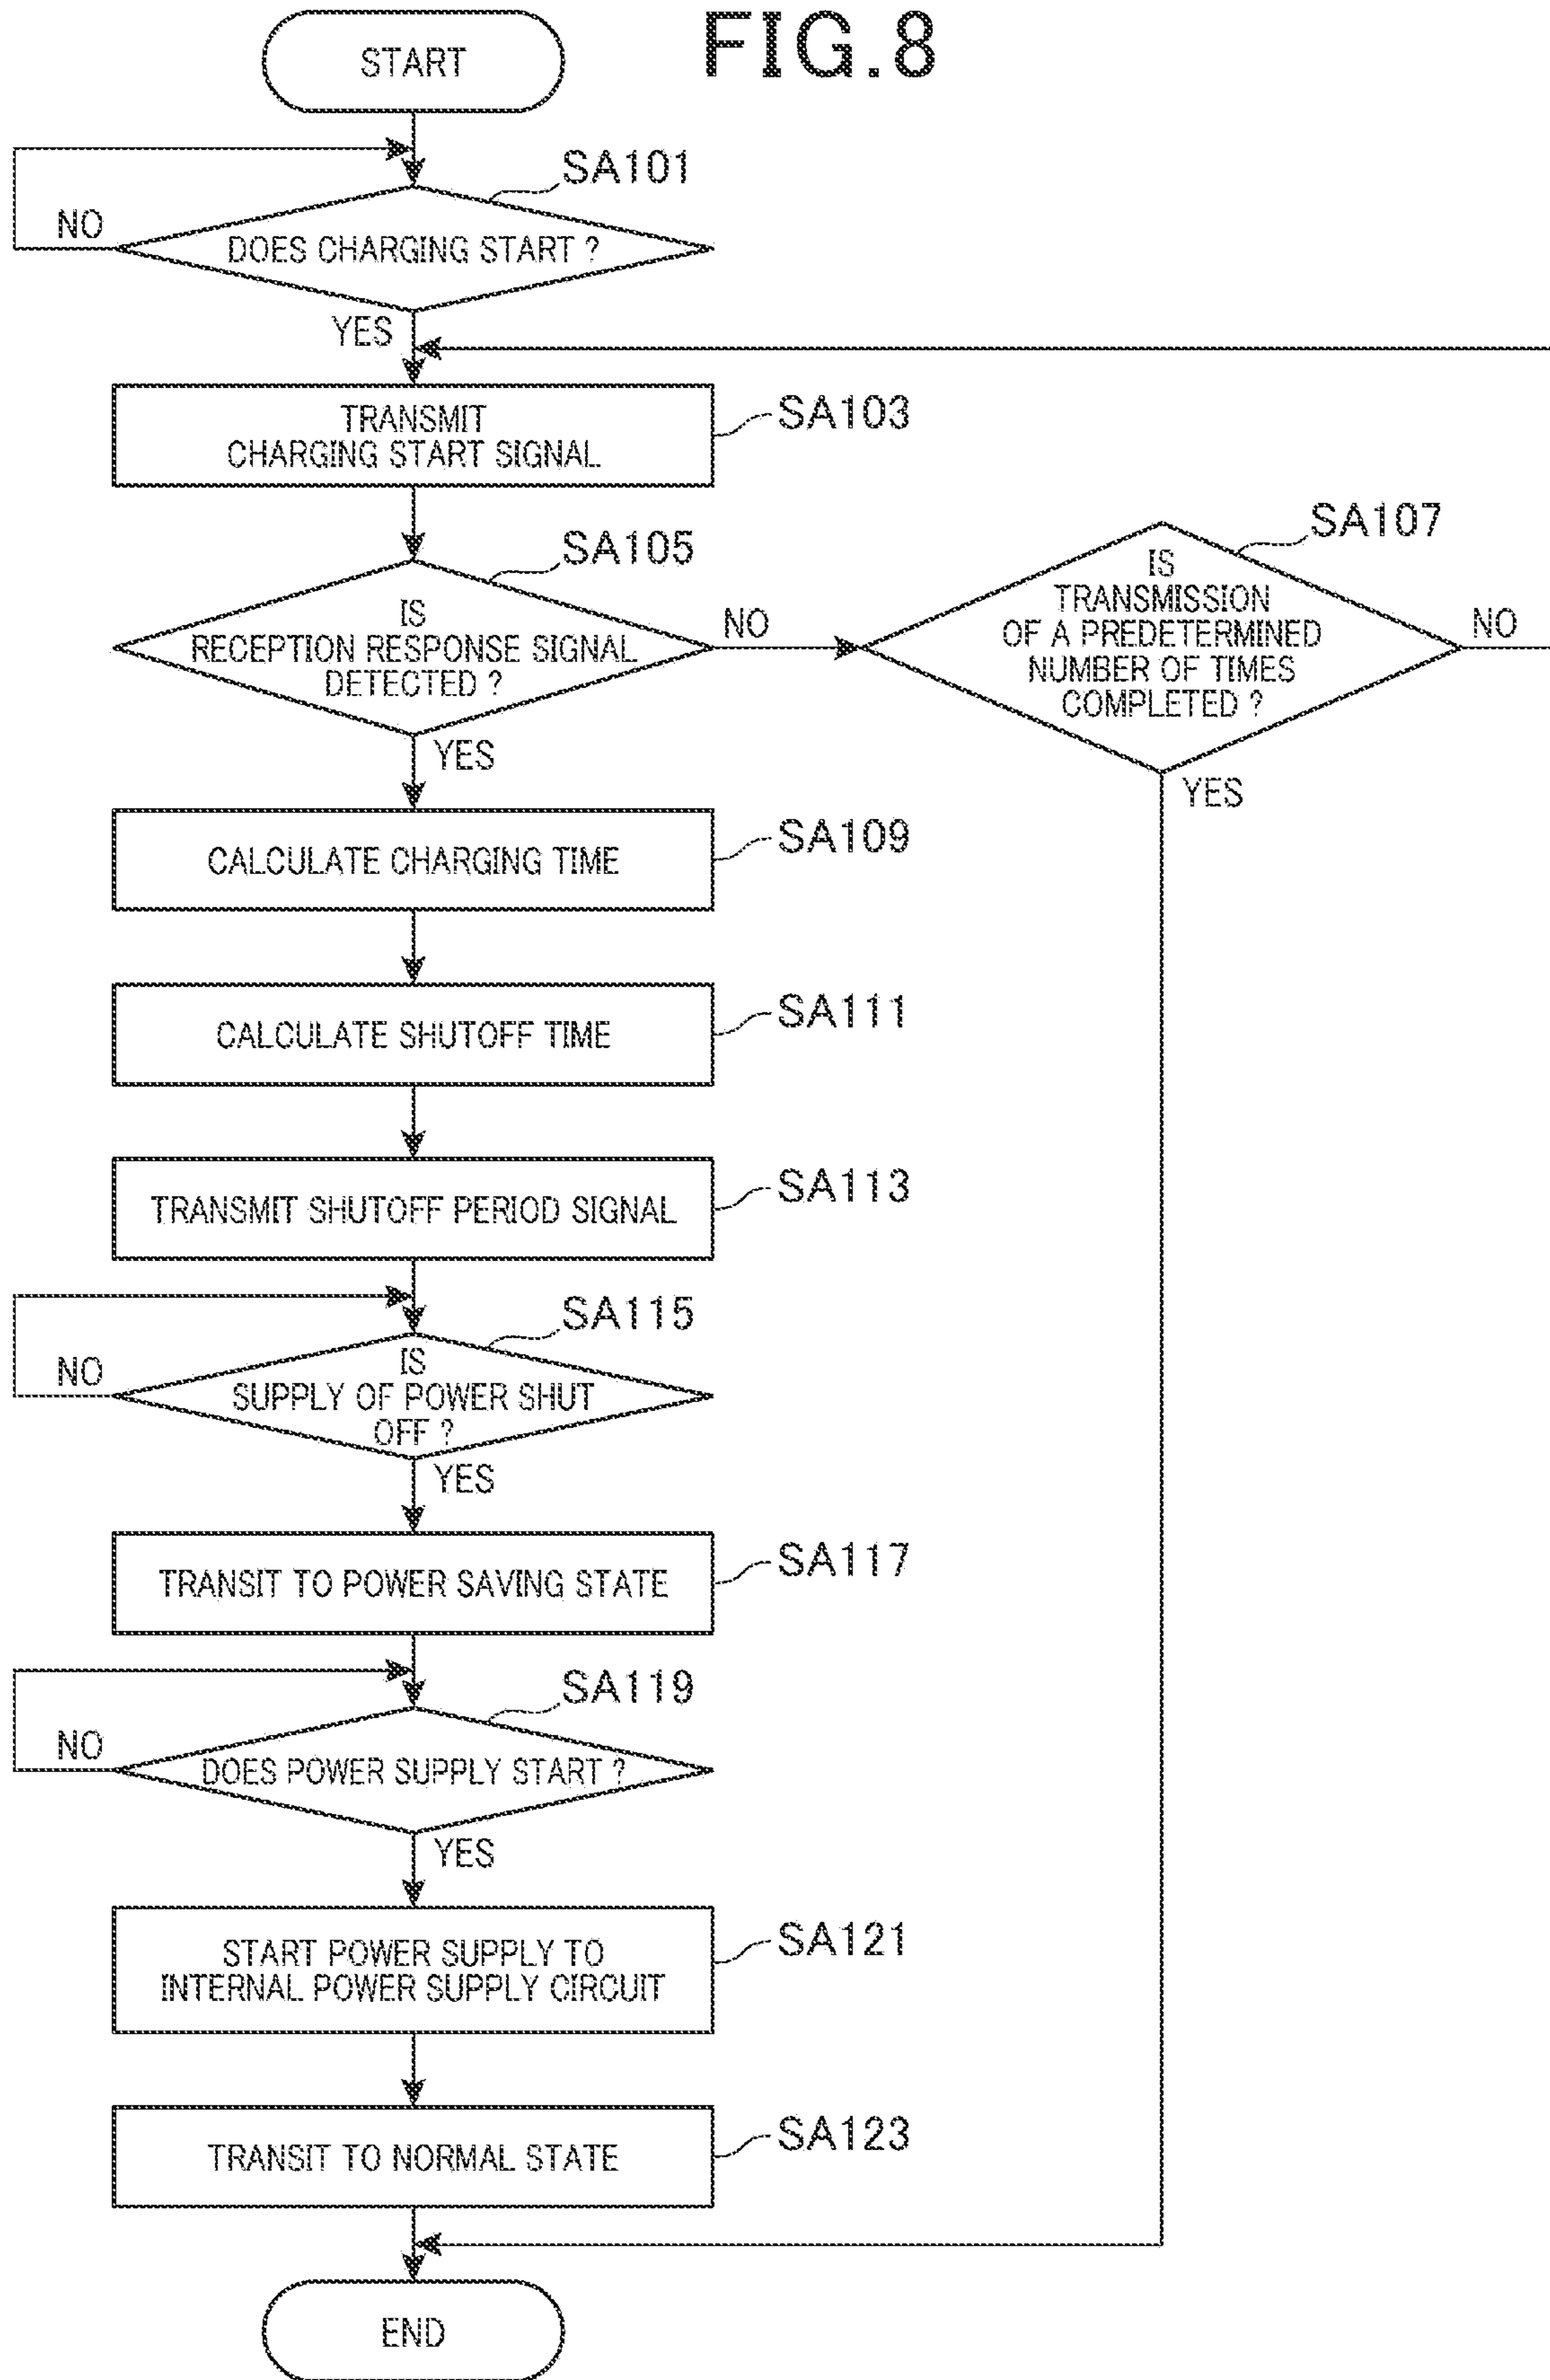 FIG.8
START
SA101
NO
DOES CHARGING START ?
YES
TRANSMIT
CHARGING START SIGNAL
SA103
SA105
IS
RECEPTION RESPONSE SIGNAL
DETECTED ?
NO
YES
SA107
IS
TRANSMISSION
OF A PREDETERMINED
NUMBER OF TIMES
COMPLETED ?
NO
YES
CALCULATE CHARGING TIME
SA109
CALCULATE SHUTOFF TIME
SA111
TRANSMIT SHUTOFF PERIOD SIGNAL
SA113
SA115
NO
IS
SUPPLY OF POWER SHUT
OFF ?
YES
TRANSIT TO POWER SAVING STATE
SA117
SA119
NO
DOES POWER SUPPLY START ?
YES
START POWER SUPPLY TO
INTERNAL POWER SUPPLY CIRCUIT
SA121
TRANSIT TO NORMAL STATE
SA123
END